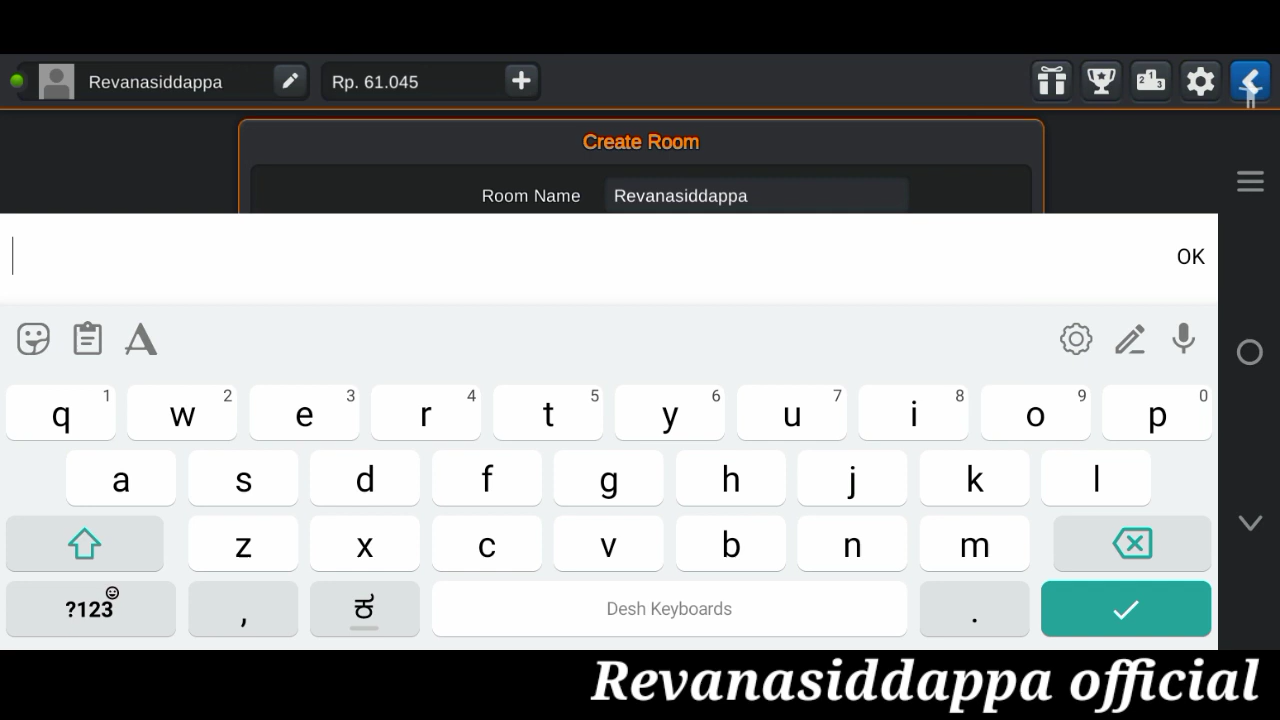 Revanasiddappa Rp. 61.045 +
Create Room
Room Name Revanasiddappa
OK
q 1 w 2 e 3 r 4 t 5 y 6 u 7 i 8 o 9 p 0
a s d f g h j k l
z x c v b n m
?123 , ಕ Desh Keyboards .
Revanasiddappa official